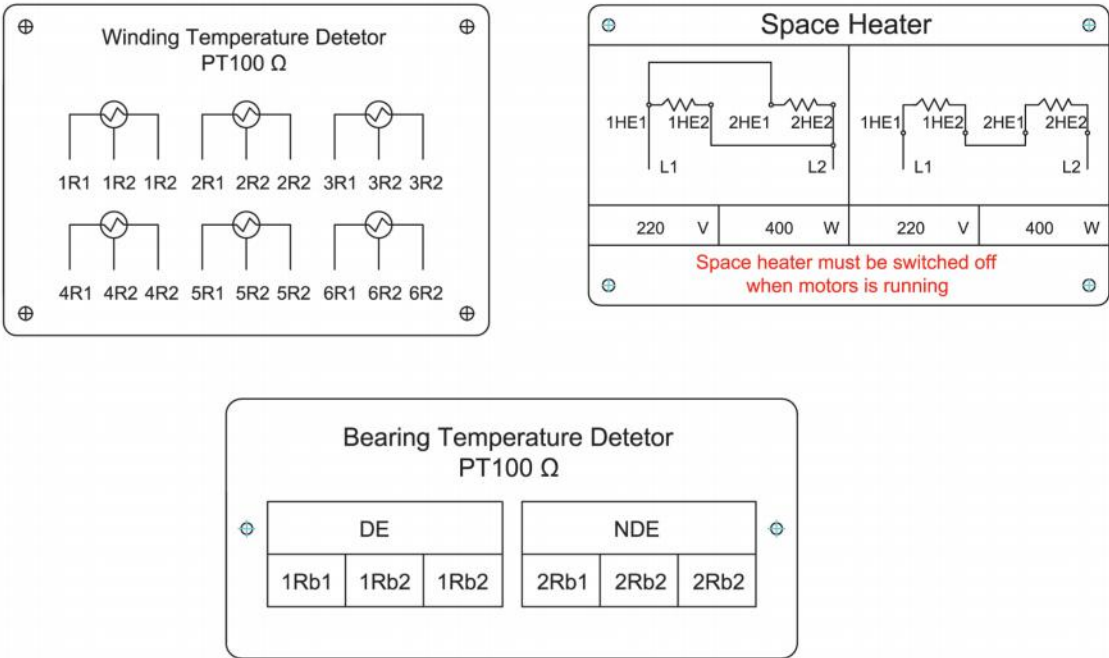 Winding Temperature Detetor
PT100 Ω
1R1 1R2 1R2 2R1 2R2 2R2 3R1 3R2 3R2
4R1 4R2 4R2 5R1 5R2 5R2 6R1 6R2 6R2
Space Heater
1HE1 1HE2 2HE1 2HE2 1HE1 1HE2 2HE1 2HE2
L1 L2 L1 L2
220 V 400 W 220 V 400 W
Space heater must be switched off
when motors is running
Bearing Temperature Detetor
PT100 Ω
DE NDE
1Rb1 1Rb2 1Rb2 2Rb1 2Rb2 2Rb2